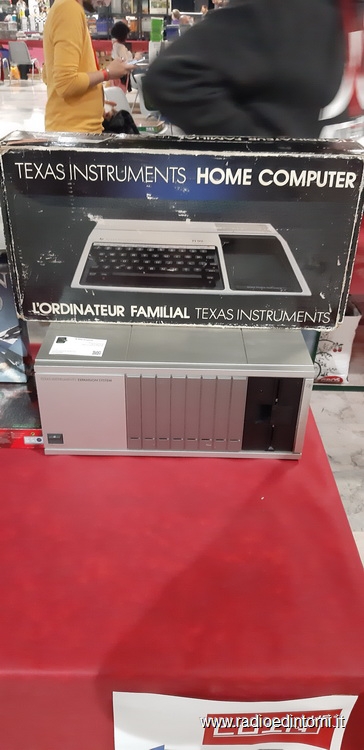 TEXAS INSTRUMENTS HOME COMPUTER
L'ORDINATEUR FAMILIAL TEXAS INSTRUMENTS
www.radioedintorni.it